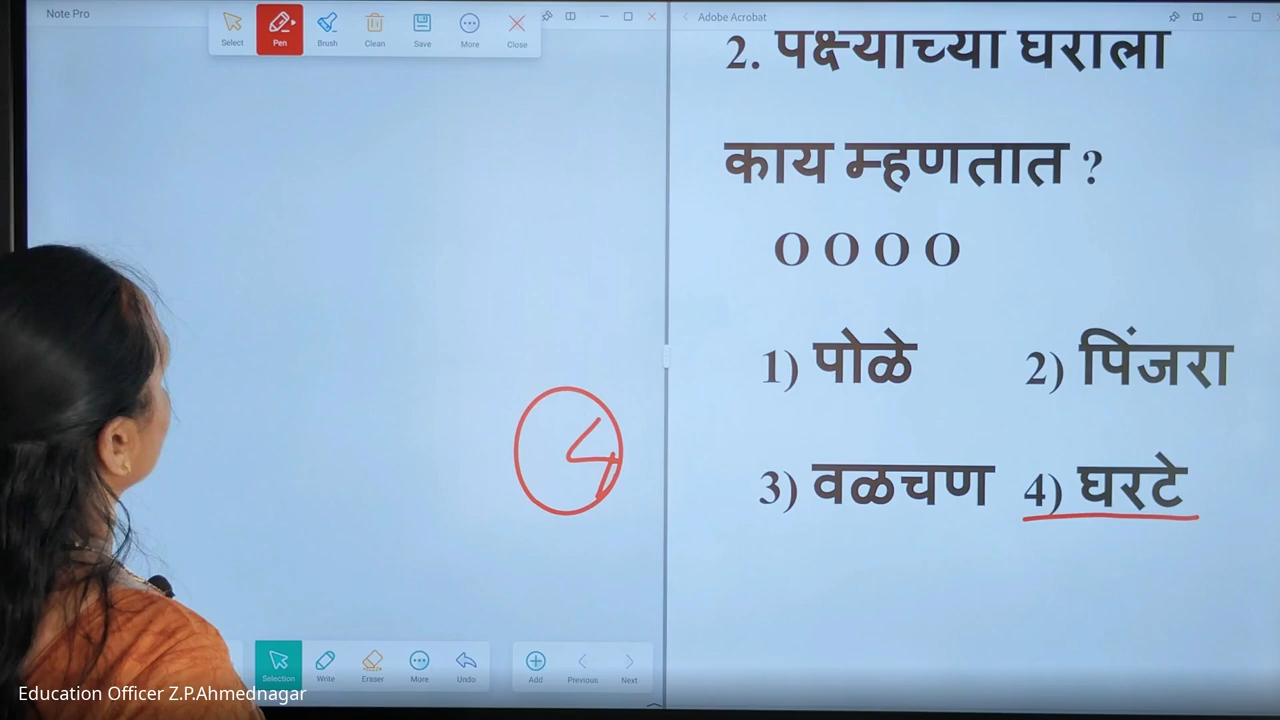 Note Pro
Select Pen Brush Clean Save More Close
Adobe Acrobat
2. पक्ष्याच्या घराला
काय म्हणतात ?
O O O O
1) पोळे 2) पिंजरा
3) वळचण 4) घरटे
4
Selection Write Eraser More Undo Add Previous Next
Education Officer Z.P.Ahmednagar